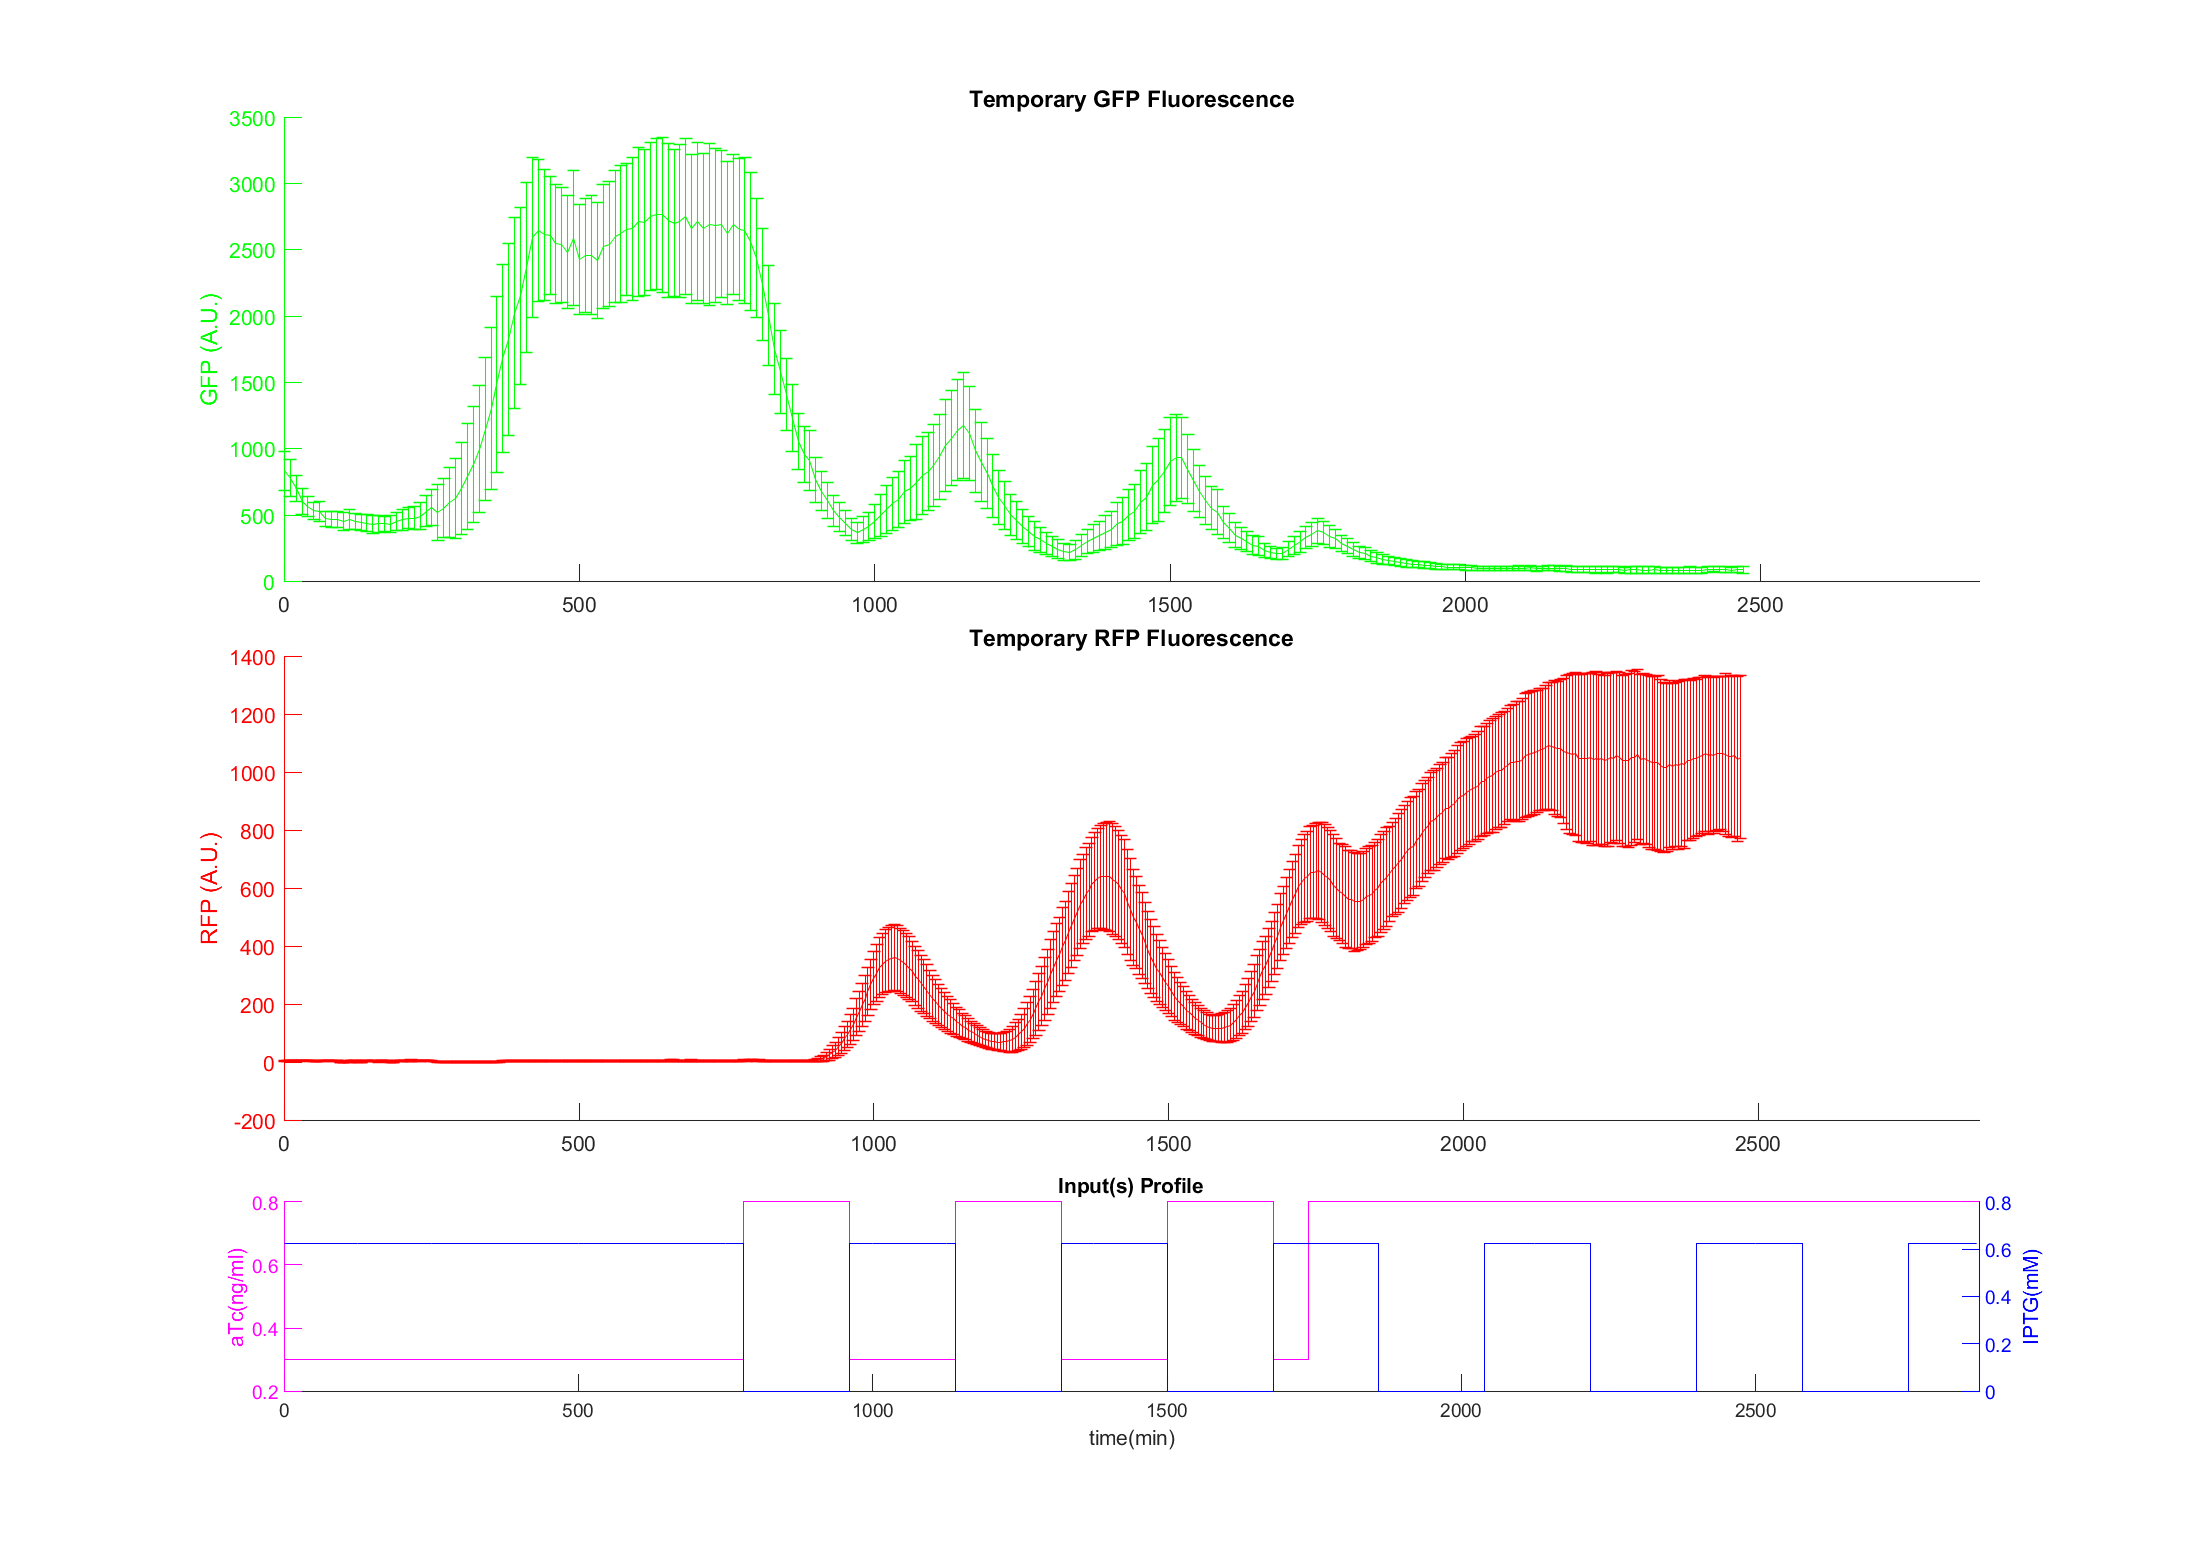 Temporary GFP Fluorescence
3500
3000
2500
2000
1500
1000
500
0
GFP (A.U.)
0 500 1000 1500 2000 2500
Temporary RFP Fluorescence
1400
1200
1000
800
600
400
200
0
-200
RFP (A.U.)
0 500 1000 1500 2000 2500
Input(s) Profile
0.8
0.6
0.4
0.2
aTc(ng/ml)
0.8
0.6
0.4
0.2
0
IPTG(mM)
0 500 1000 1500 2000 2500
time(min)